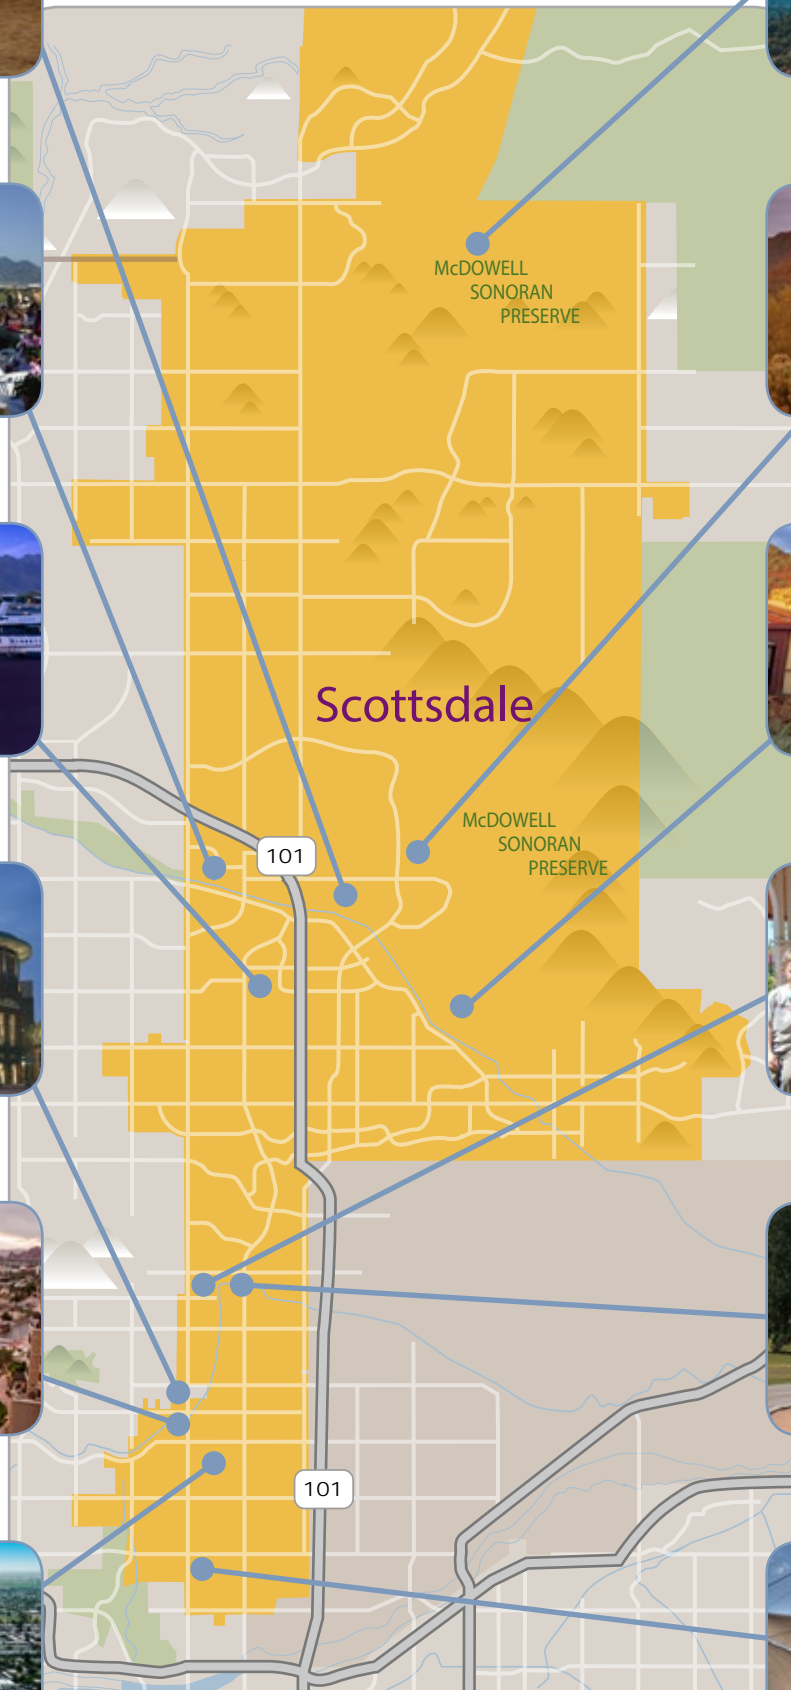 McDOWELL
SONORAN
PRESERVE
Scottsdale
McDOWELL
SONORAN
PRESERVE
101
101